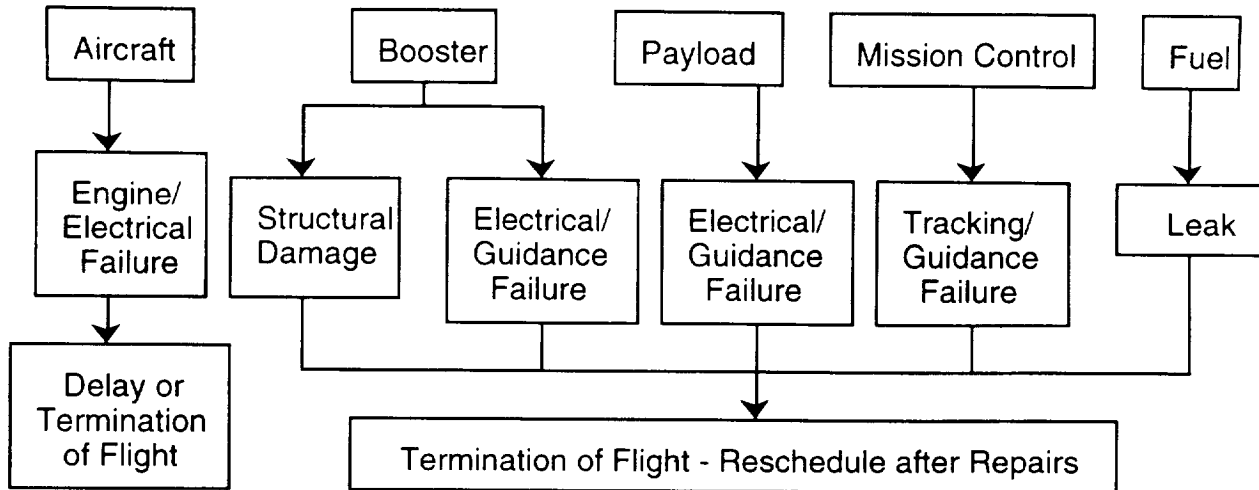 Aircraft
Booster
Payload
Mission Control
Fuel
Engine/
Electrical
Failure
Structural
Damage
Electrical/
Guidance
Failure
Electrical/
Guidance
Failure
Tracking/
Guidance
Failure
Leak
Delay or
Termination
of Flight
Termination of Flight - Reschedule after Repairs